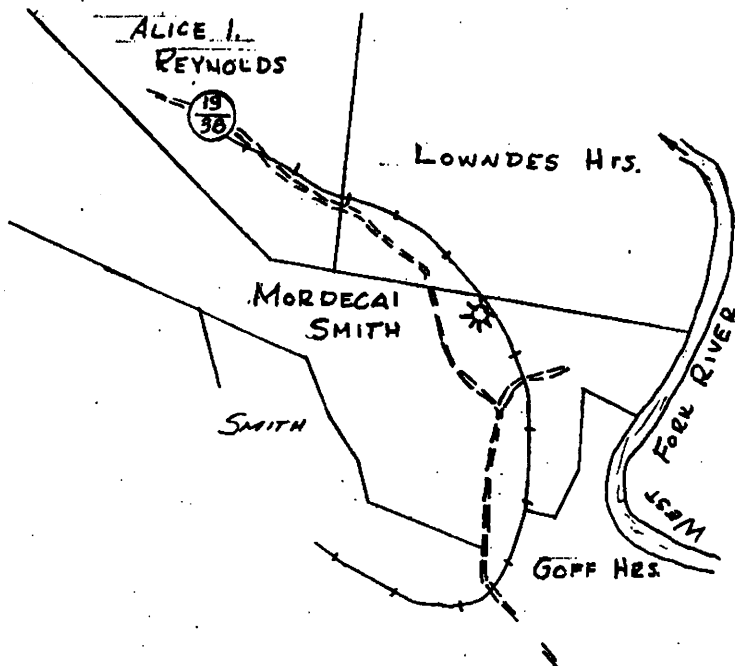 ALICE I.
REYNOLDS
19
38
LOWNDES Hrs.
MORDECAI
SMITH
SMITH
WEST FORK RIVER
GOFF HRS.